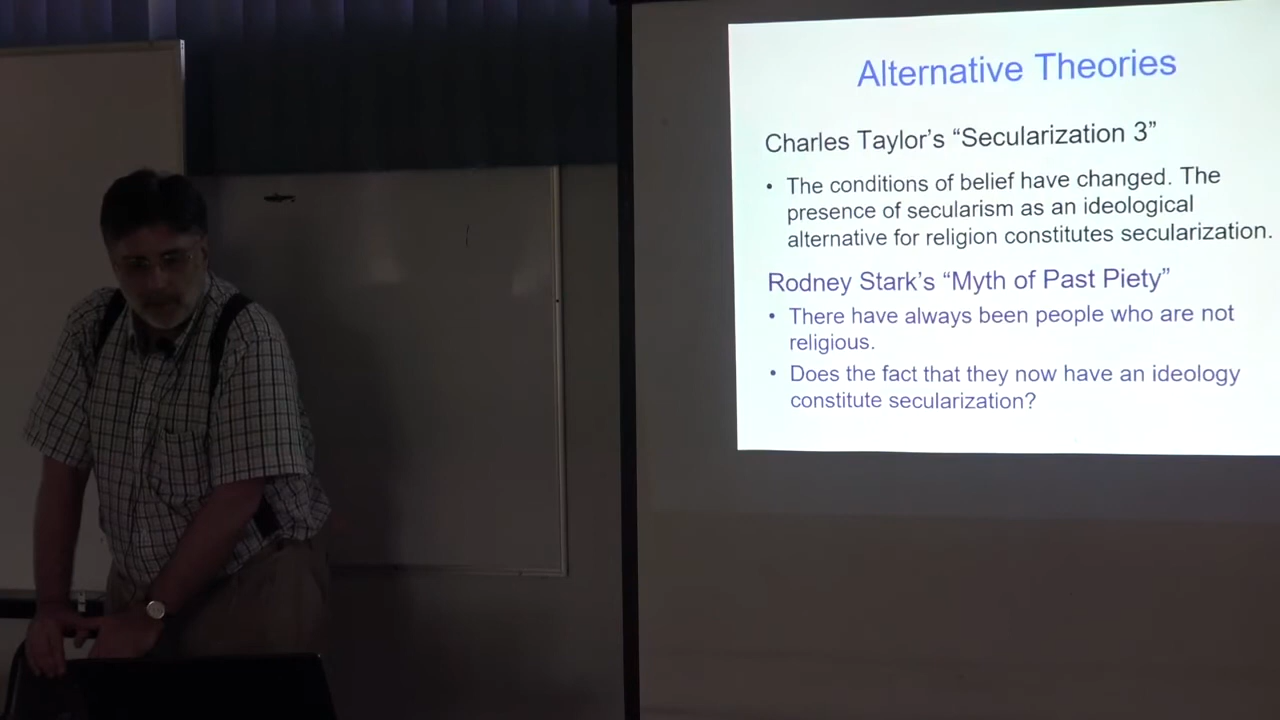 Alternative Theories
Charles Taylor's “Secularization 3”
• The conditions of belief have changed. The
presence of secularism as an ideological
alternative for religion constitutes secularization.
Rodney Stark's “Myth of Past Piety”
• There have always been people who are not
religious.
• Does the fact that they now have an ideology
constitute secularization?